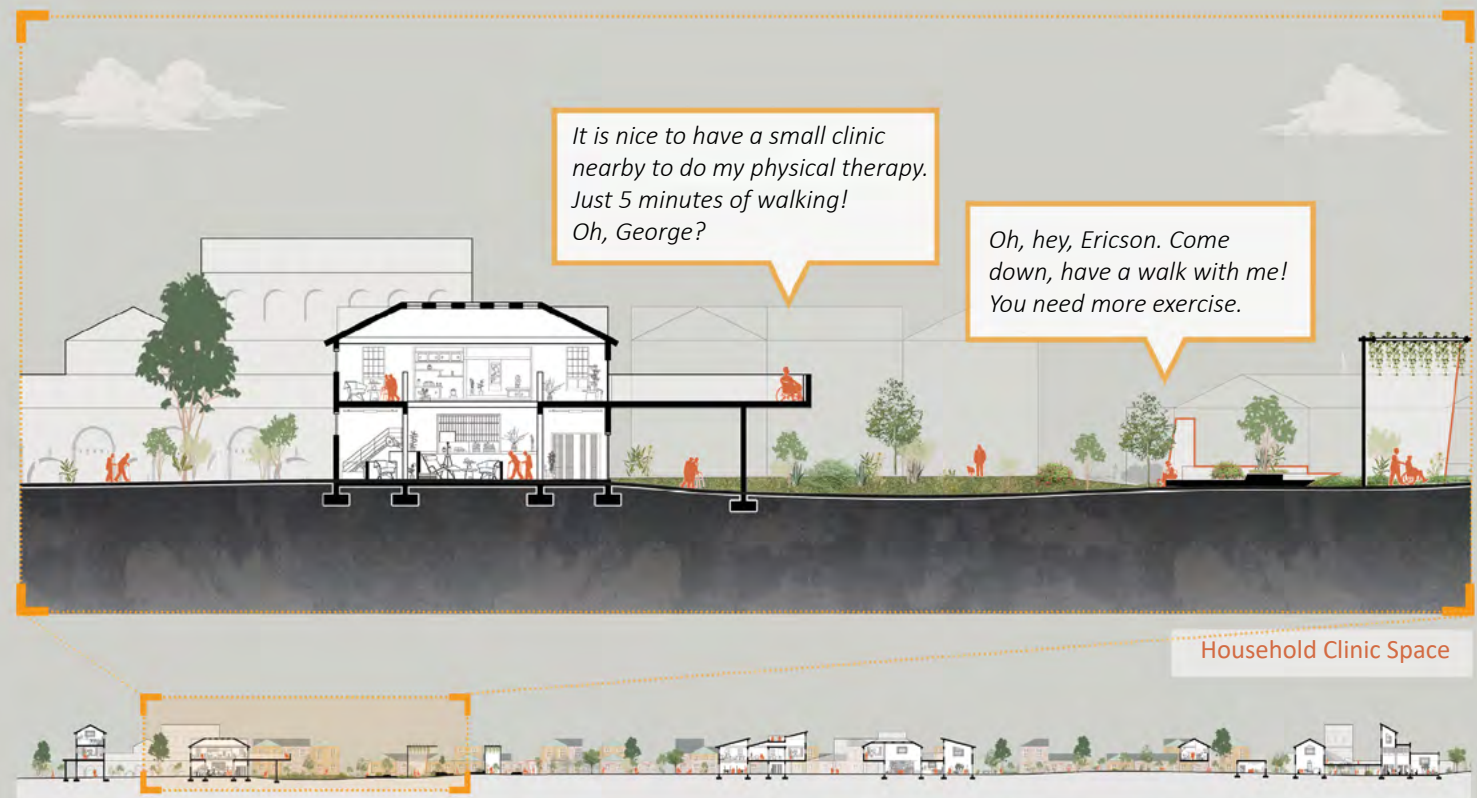 It is nice to have a small clinic
nearby to do my physical therapy.
Just 5 minutes of walking!
Oh, George?
Oh, hey, Ericson. Come
down, have a walk with me!
You need more exercise.
Household Clinic Space